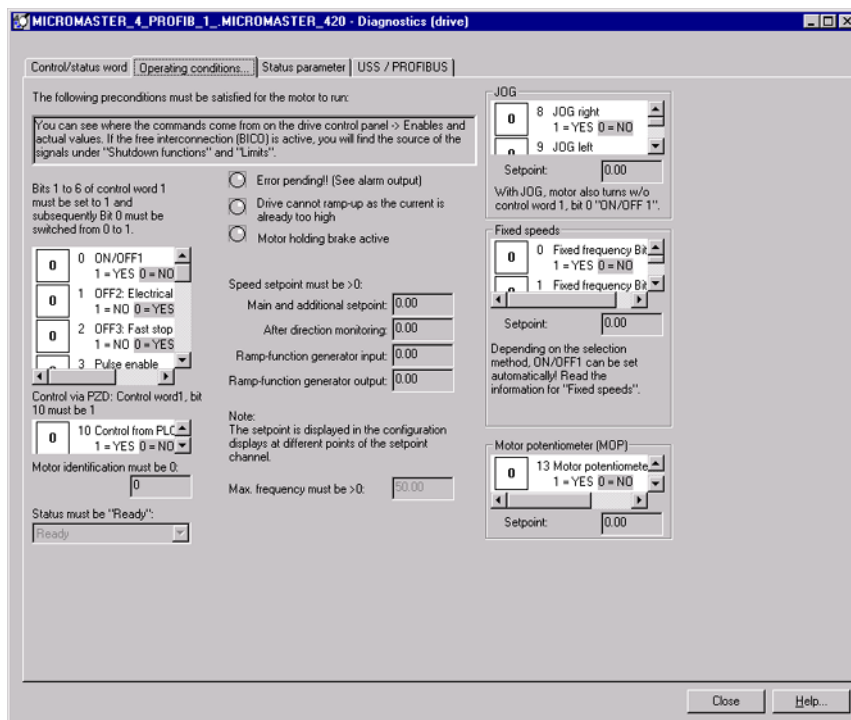 MICROMASTER_4_PROFIB_1_.MICROMASTER_420 - Diagnostics (drive)
Control/status word
Operating conditions...
Status parameter
USS / PROFIBUS
The following preconditions must be satisfied for the motor to run:
You can see where the commands come from on the drive control panel -> Enables and
actual values. If the free interconnection (BICO) is active, you will find the source of the
signals under "Shutdown functions" and "Limits".
Bits 1 to 6 of control word 1
must be set to 1 and
subsequently Bit 0 must be
switched from 0 to 1.
0 0 ON/OFF1
1 = YES 0 = NO
0 1 OFF2: Electrical
1 = NO 0 = YES
0 2 OFF3: Fast stop
1 = NO 0 = YES
0 3 Pulse enable
Control via PZD: Control word1, bit
10 must be 1
0 10 Control from PLC
1 = YES 0 = NO
Motor identification must be 0:
0
Status must be "Ready":
Ready
Error pending!! (See alarm output)
Drive cannot ramp-up as the current is
already too high
Motor holding brake active
Speed setpoint must be >0:
Main and additional setpoint: 0.00
After direction monitoring: 0.00
Ramp-function generator input: 0.00
Ramp-function generator output: 0.00
Note:
The setpoint is displayed in the configuration
displays at different points of the setpoint
channel.
Max. frequency must be >0: 50.00
JOG
0 8 JOG right
1 = YES 0 = NO
0 9 JOG left
Setpoint: 0.00
With JOG, motor also turns w/o
control word 1, bit 0 "ON/OFF 1".
Fixed speeds
0 0 Fixed frequency Bit
1 = YES 0 = NO
0 1 Fixed frequency Bit
Setpoint: 0.00
Depending on the selection
method, ON/OFF1 can be set
automatically! Read the
information for "Fixed speeds".
Motor potentiometer (MOP)
0 13 Motor potentiomete
1 = YES 0 = NO
Setpoint: 0.00
Close
Help...